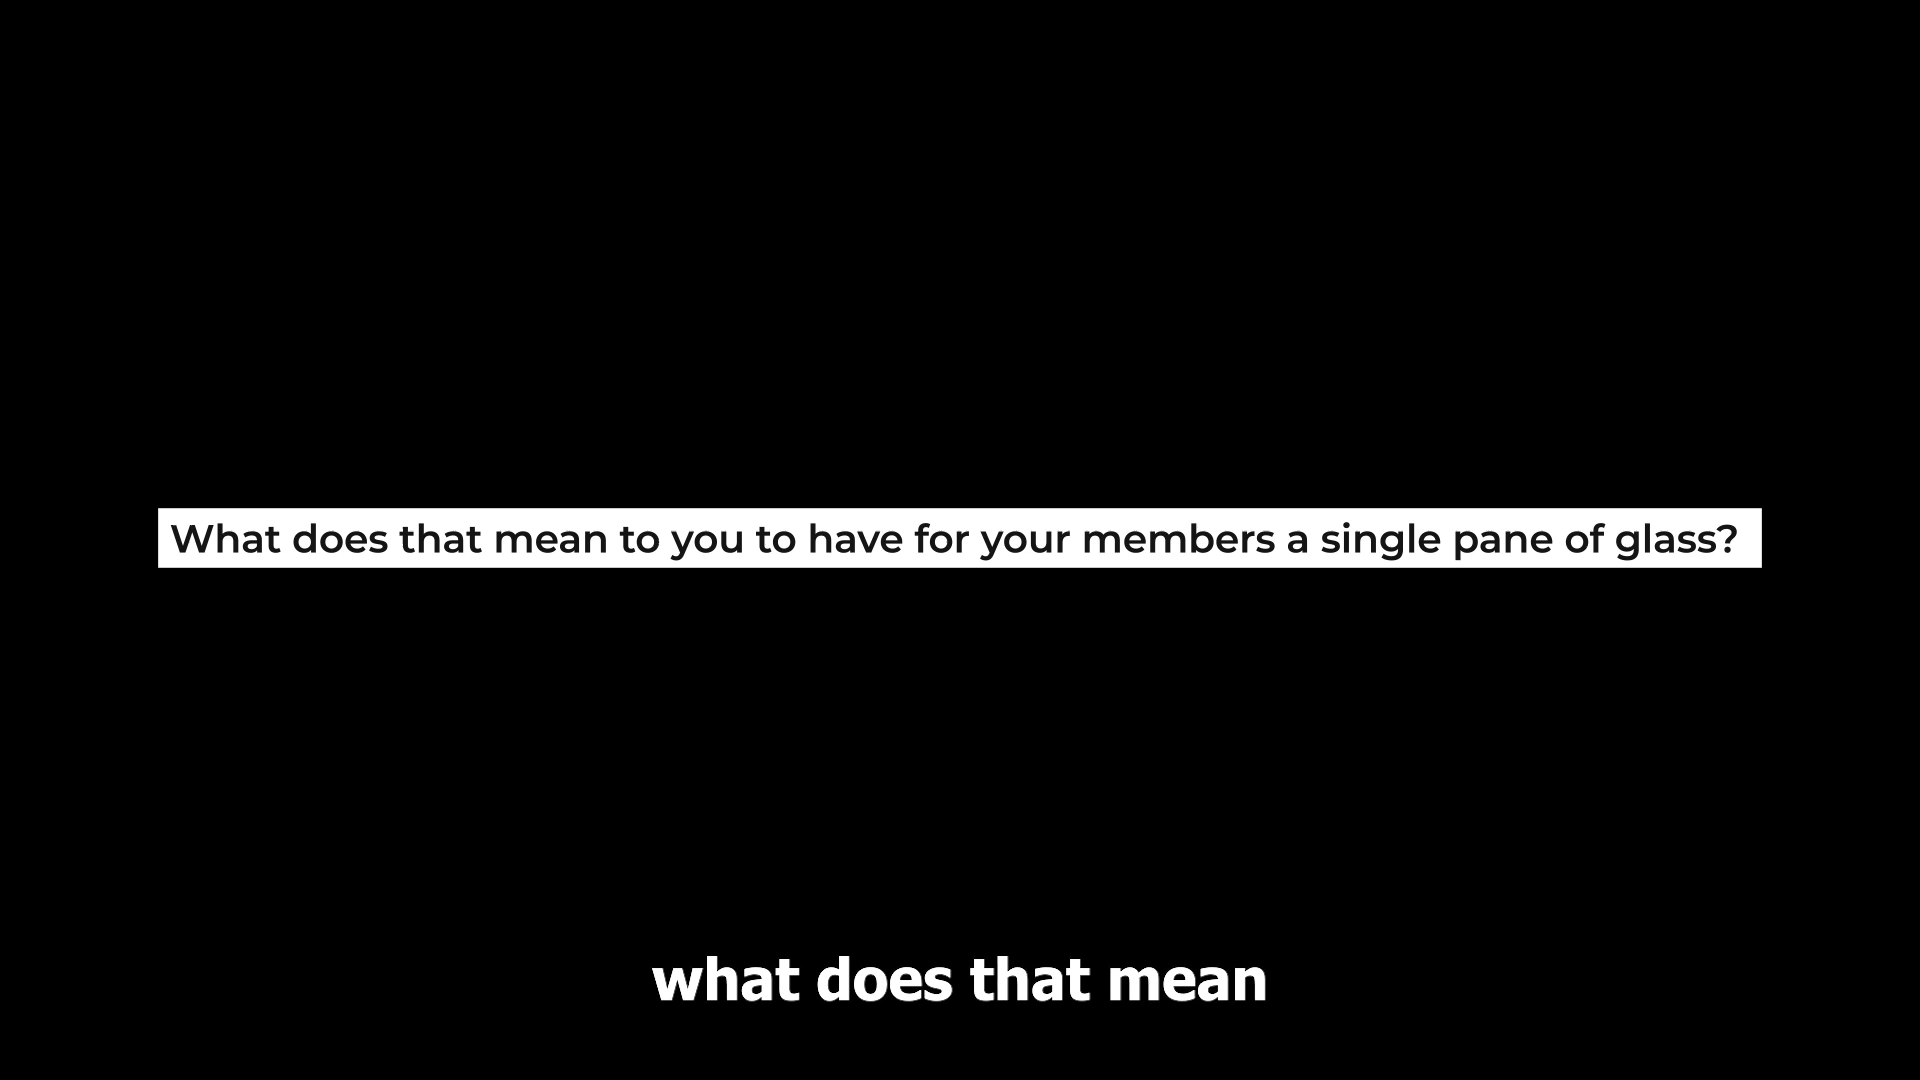 What does that mean to you to have for your members a single pane of glass?
what does that mean